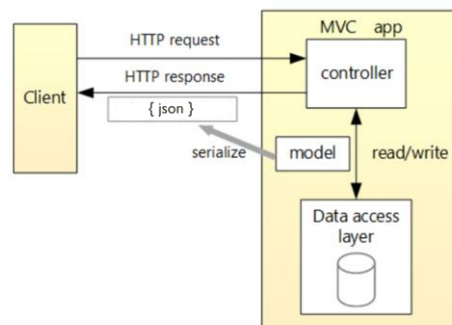 MVC app
HTTP request
controller
HTTP response
Client
{ json }
serialize
model
read/write
Data access
layer